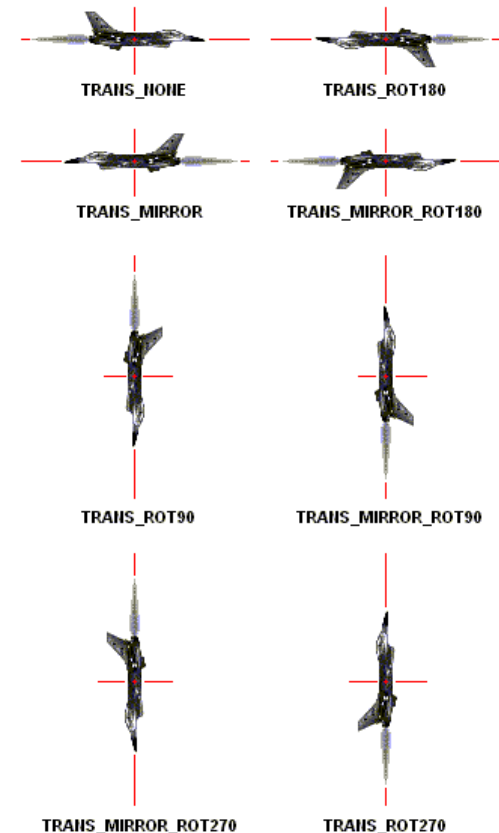 TRANS_NONE
TRANS_ROT180
TRANS_MIRROR
TRANS_MIRROR_ROT180
TRANS_ROT90
TRANS_MIRROR_ROT90
TRANS_MIRROR_ROT270
TRANS_ROT270